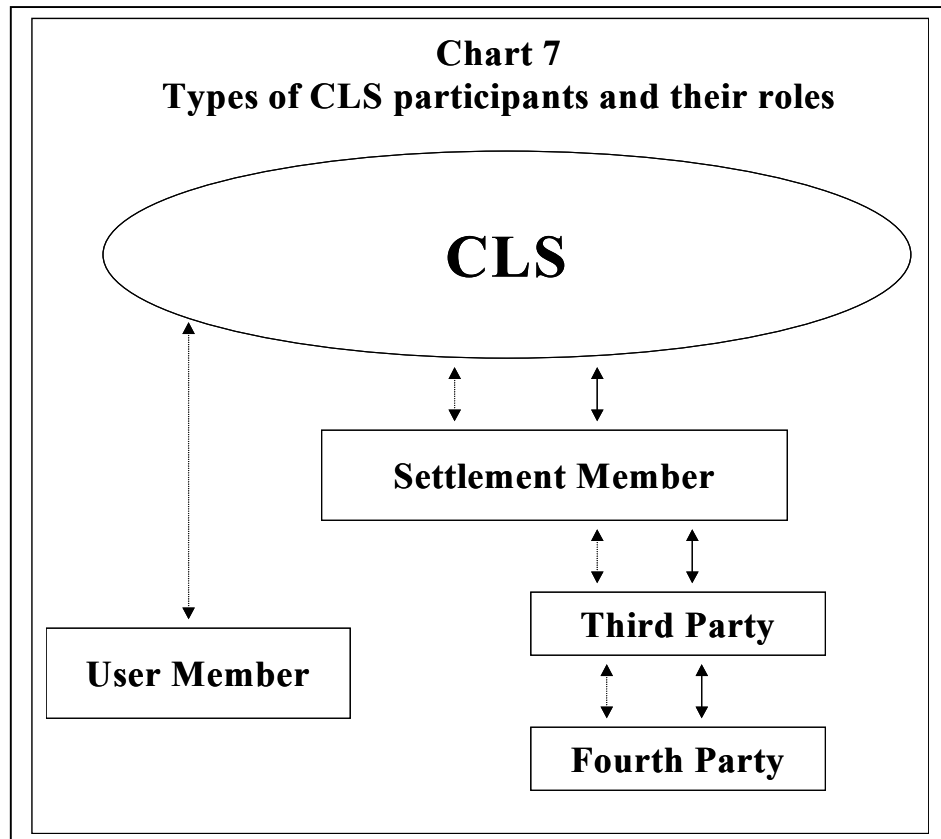 Chart 7
Types of CLS participants and their roles
CLS
Settlement Member
Third Party
User Member
Fourth Party